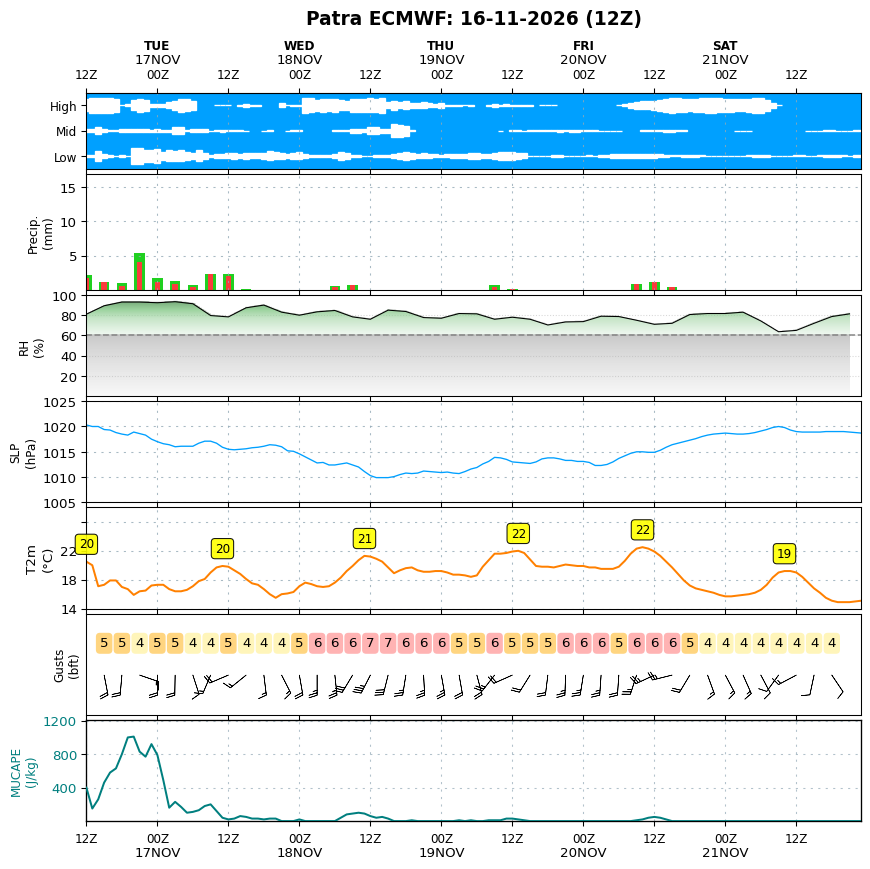 Patra ECMWF: 16-11-2026 (12Z)
TUE WED THU FRI SAT
17NOV 18NOV 19NOV 20NOV 21NOV
12Z 00Z 12Z 00Z 12Z 00Z 12Z 00Z 12Z 00Z 12Z
High
Mid
Low
Precip.
(mm)
15
10
5
RH
(%)
100
80
60
40
20
SLP
(hPa)
1025
1020
1015
1010
1005
T2m
(°C)
22
18
14
20 20 21 22 22 19
Gusts
(bft)
5 5 4 5 5 4 4 5 4 4 4 5 6 6 6 7 7 6 6 6 5 5 6 5 5 5 6 6 6 5 6 6 6 5 4 4 4 4 4 4 4 4
MUCAPE
(J/kg)
1200
800
400
12Z 00Z 12Z 00Z 12Z 00Z 12Z 00Z 12Z 00Z 12Z
17NOV 18NOV 19NOV 20NOV 21NOV